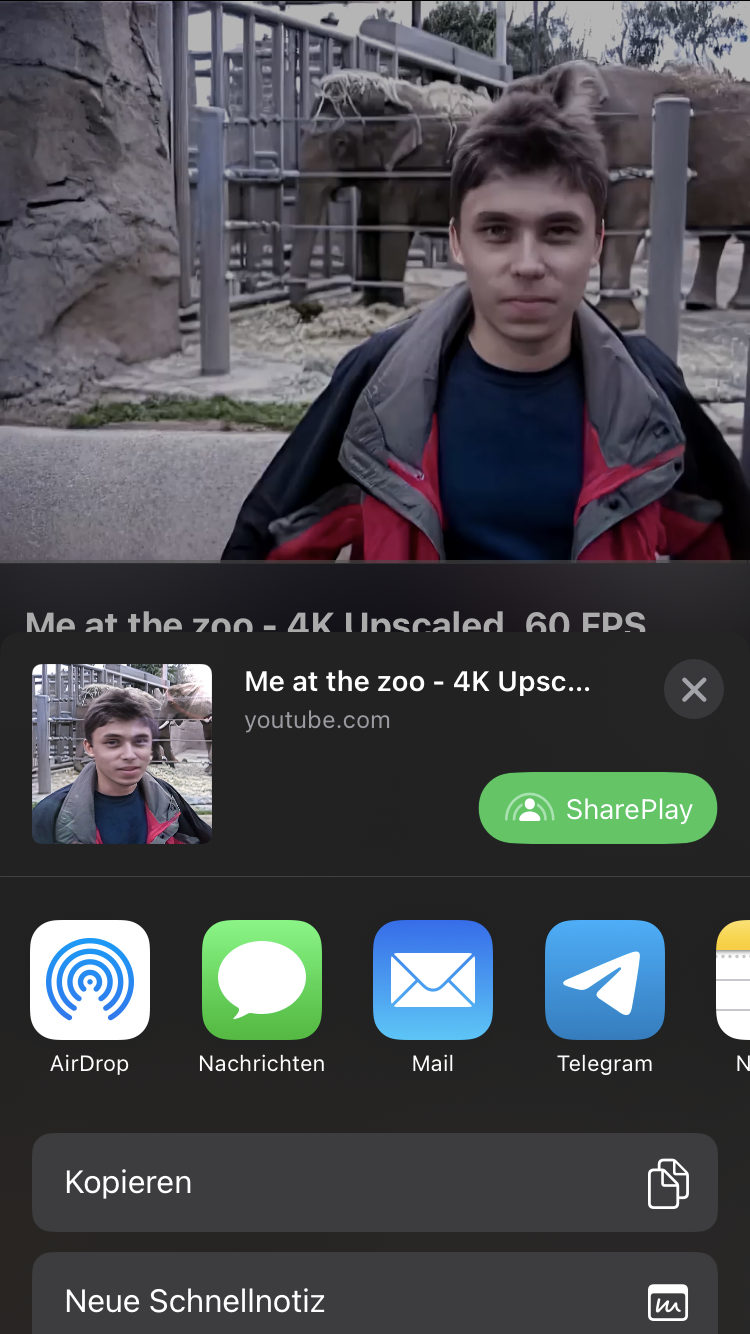 Me at the zoo - 4K Upscaled, 60 FPS
Me at the zoo - 4K Upsc...
youtube.com
SharePlay
AirDrop
Nachrichten
Mail
Telegram
N
Kopieren
Neue Schnellnotiz